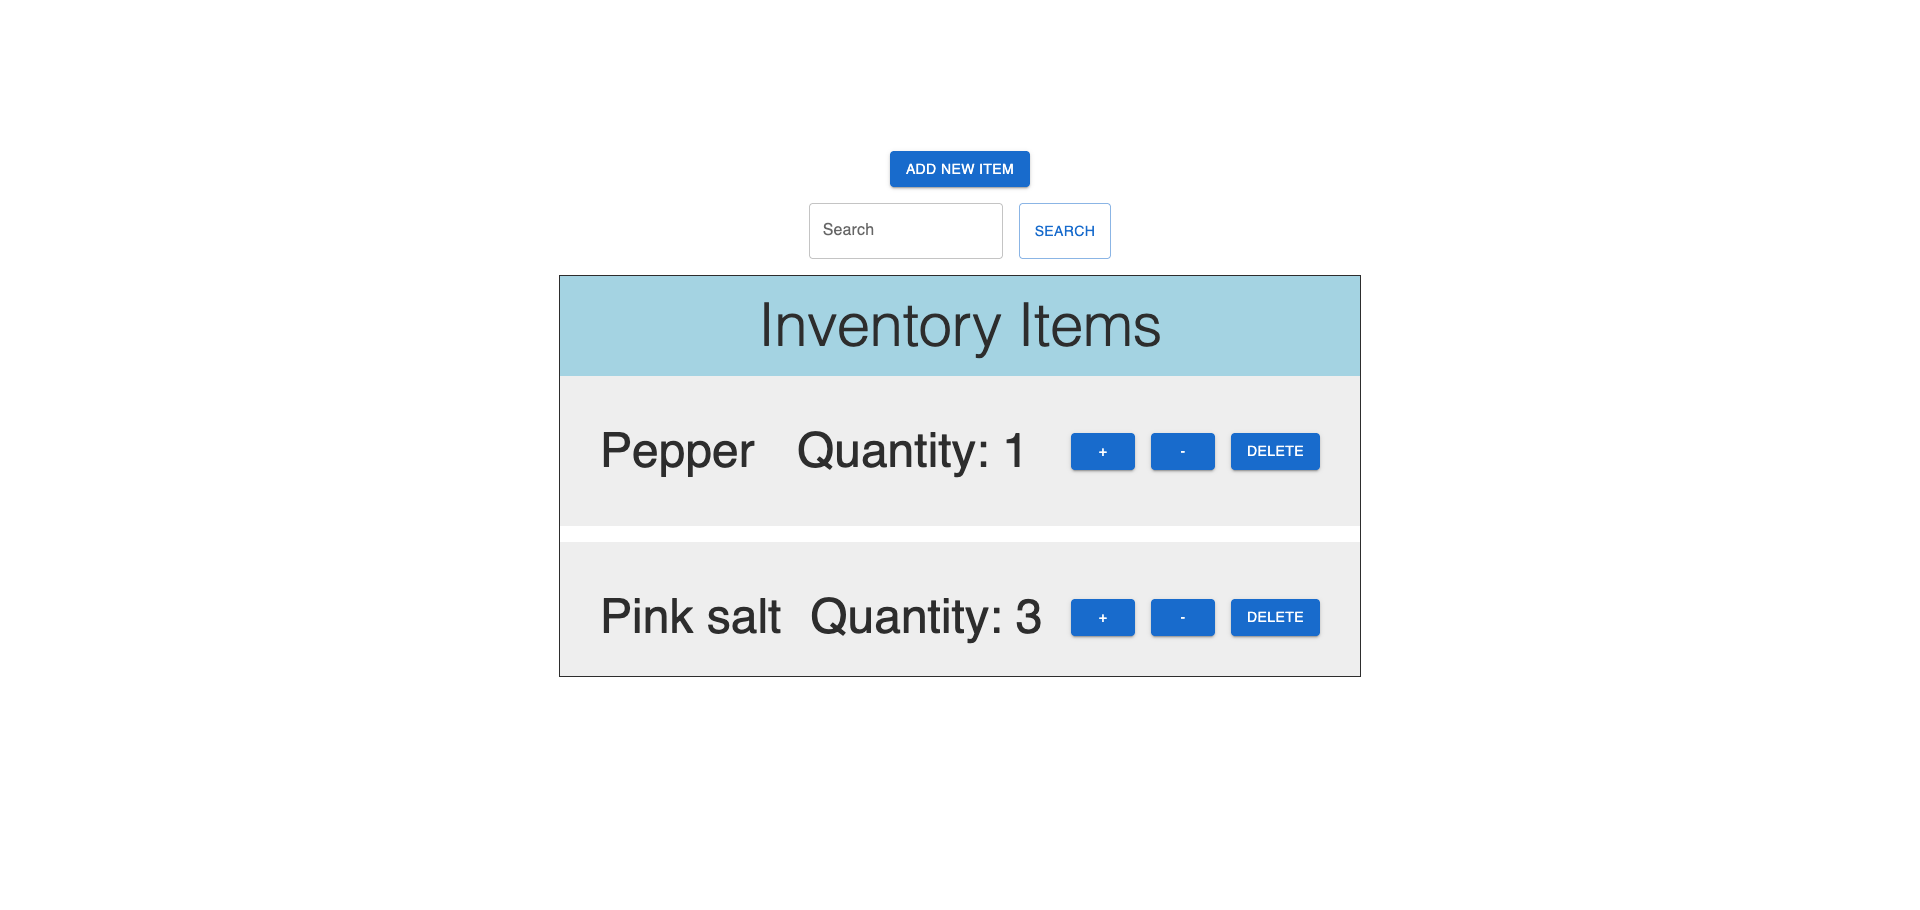 ADD NEW ITEM
Search SEARCH
Inventory Items
Pepper Quantity: 1 + - DELETE
Pink salt Quantity: 3 + - DELETE